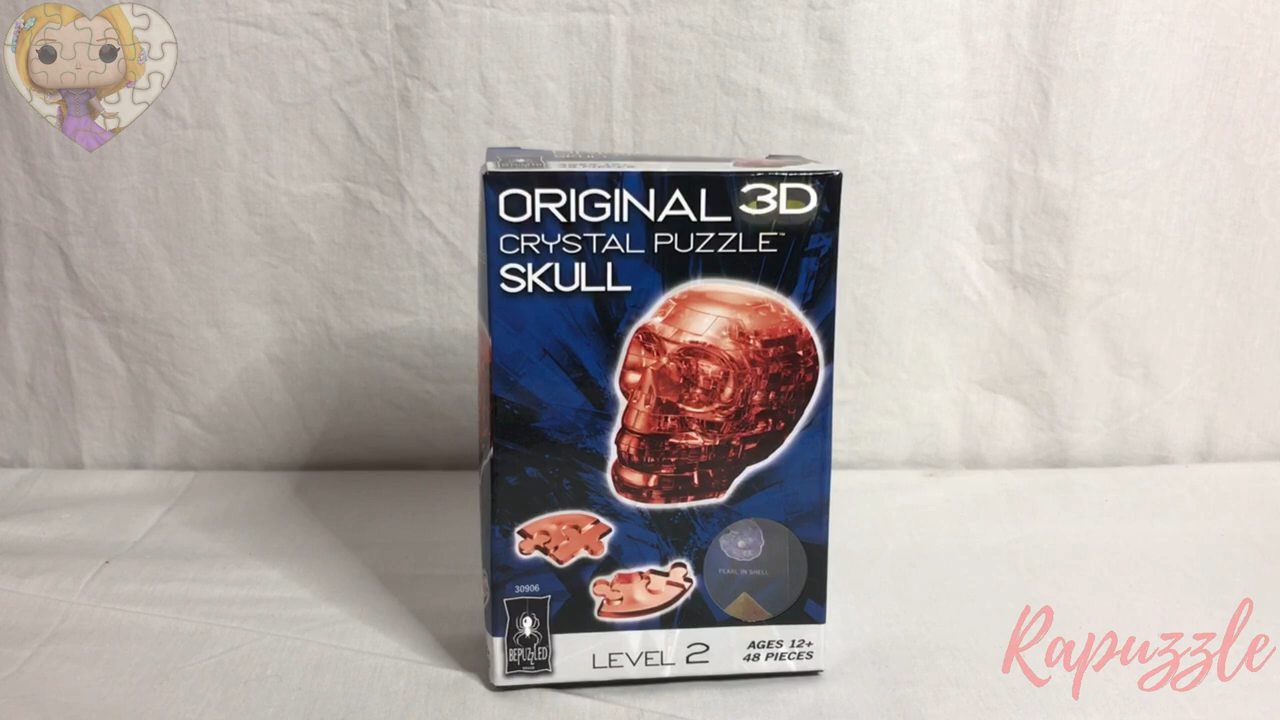 ORIGINAL 3D
CRYSTAL PUZZLE™
SKULL
PEARL IN SHELL
30906
BEPUZZLED
LEVEL 2
AGES 12+
48 PIECES
Rapuzzle